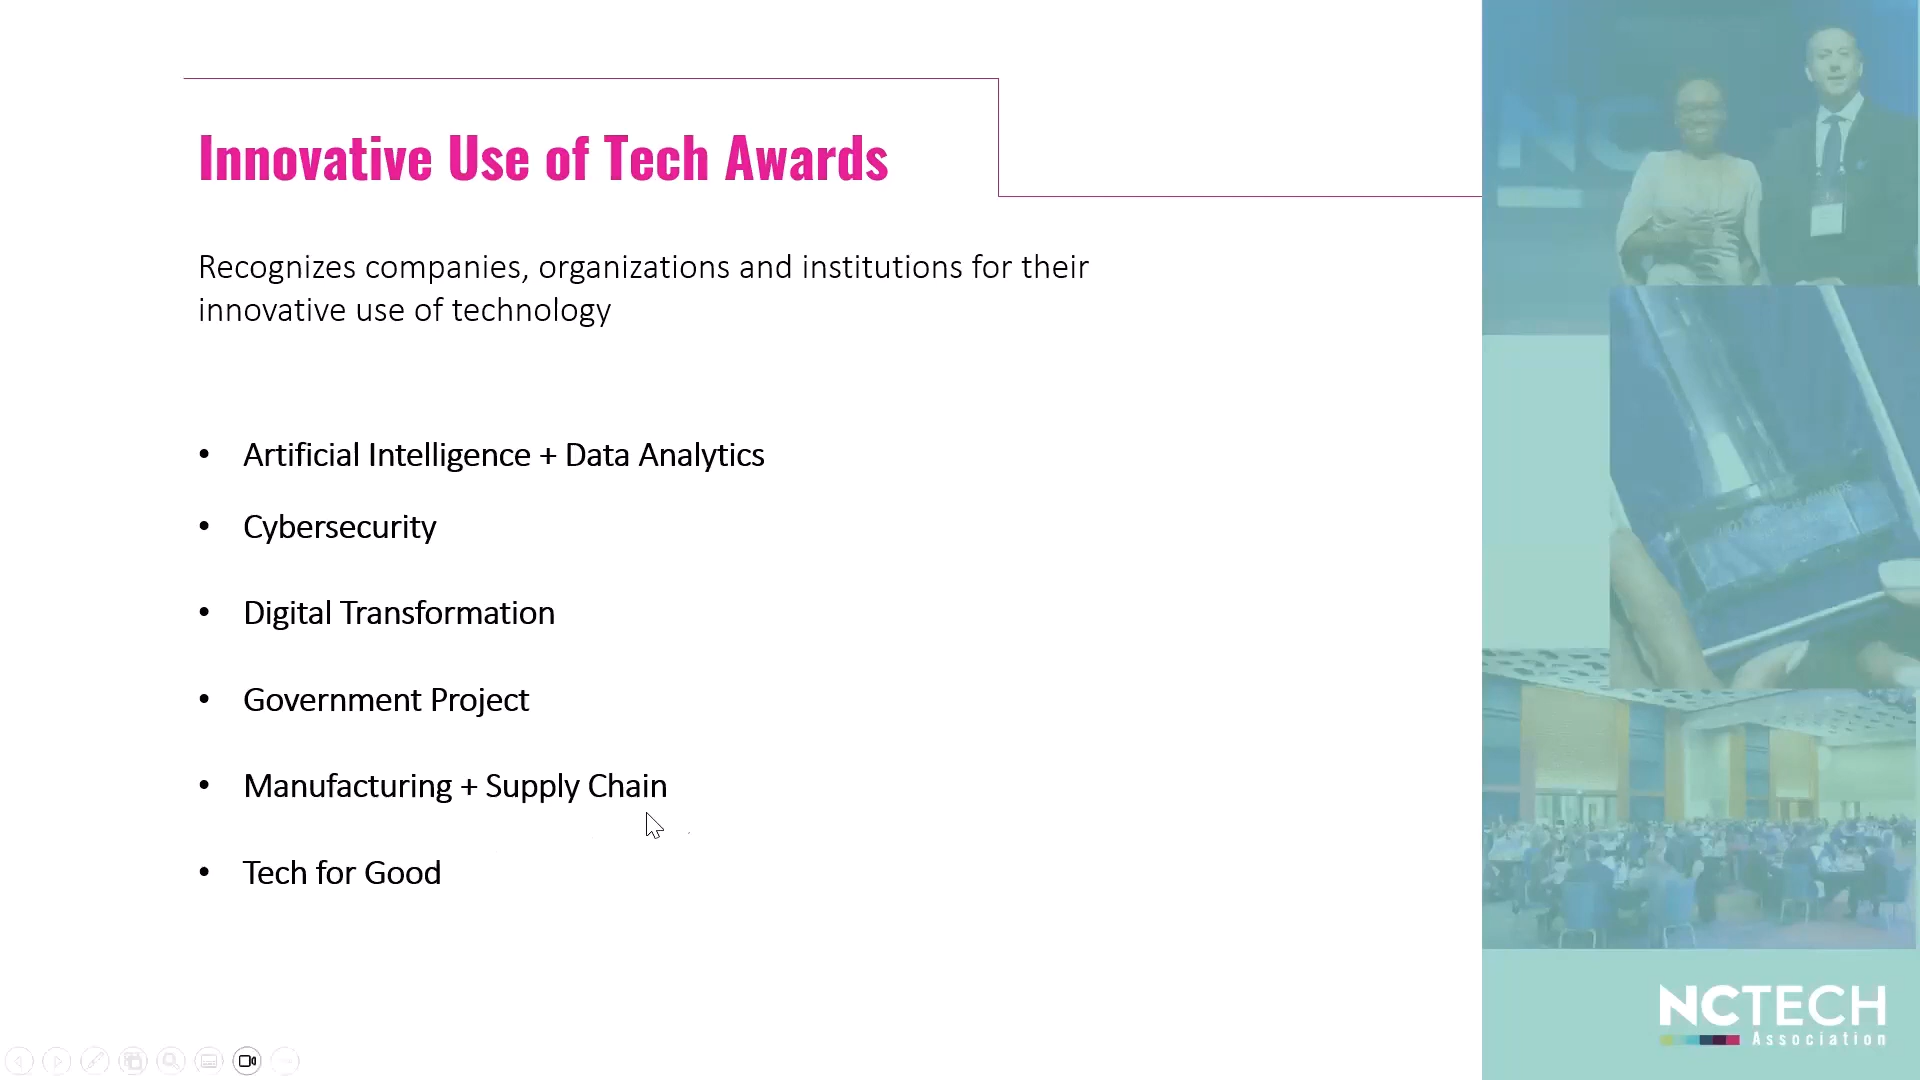 Innovative Use of Tech Awards
Recognizes companies, organizations and institutions for their
innovative use of technology
• Artificial Intelligence + Data Analytics
• Cybersecurity
• Digital Transformation
• Government Project
• Manufacturing + Supply Chain
• Tech for Good
NC
NCTECH
Association